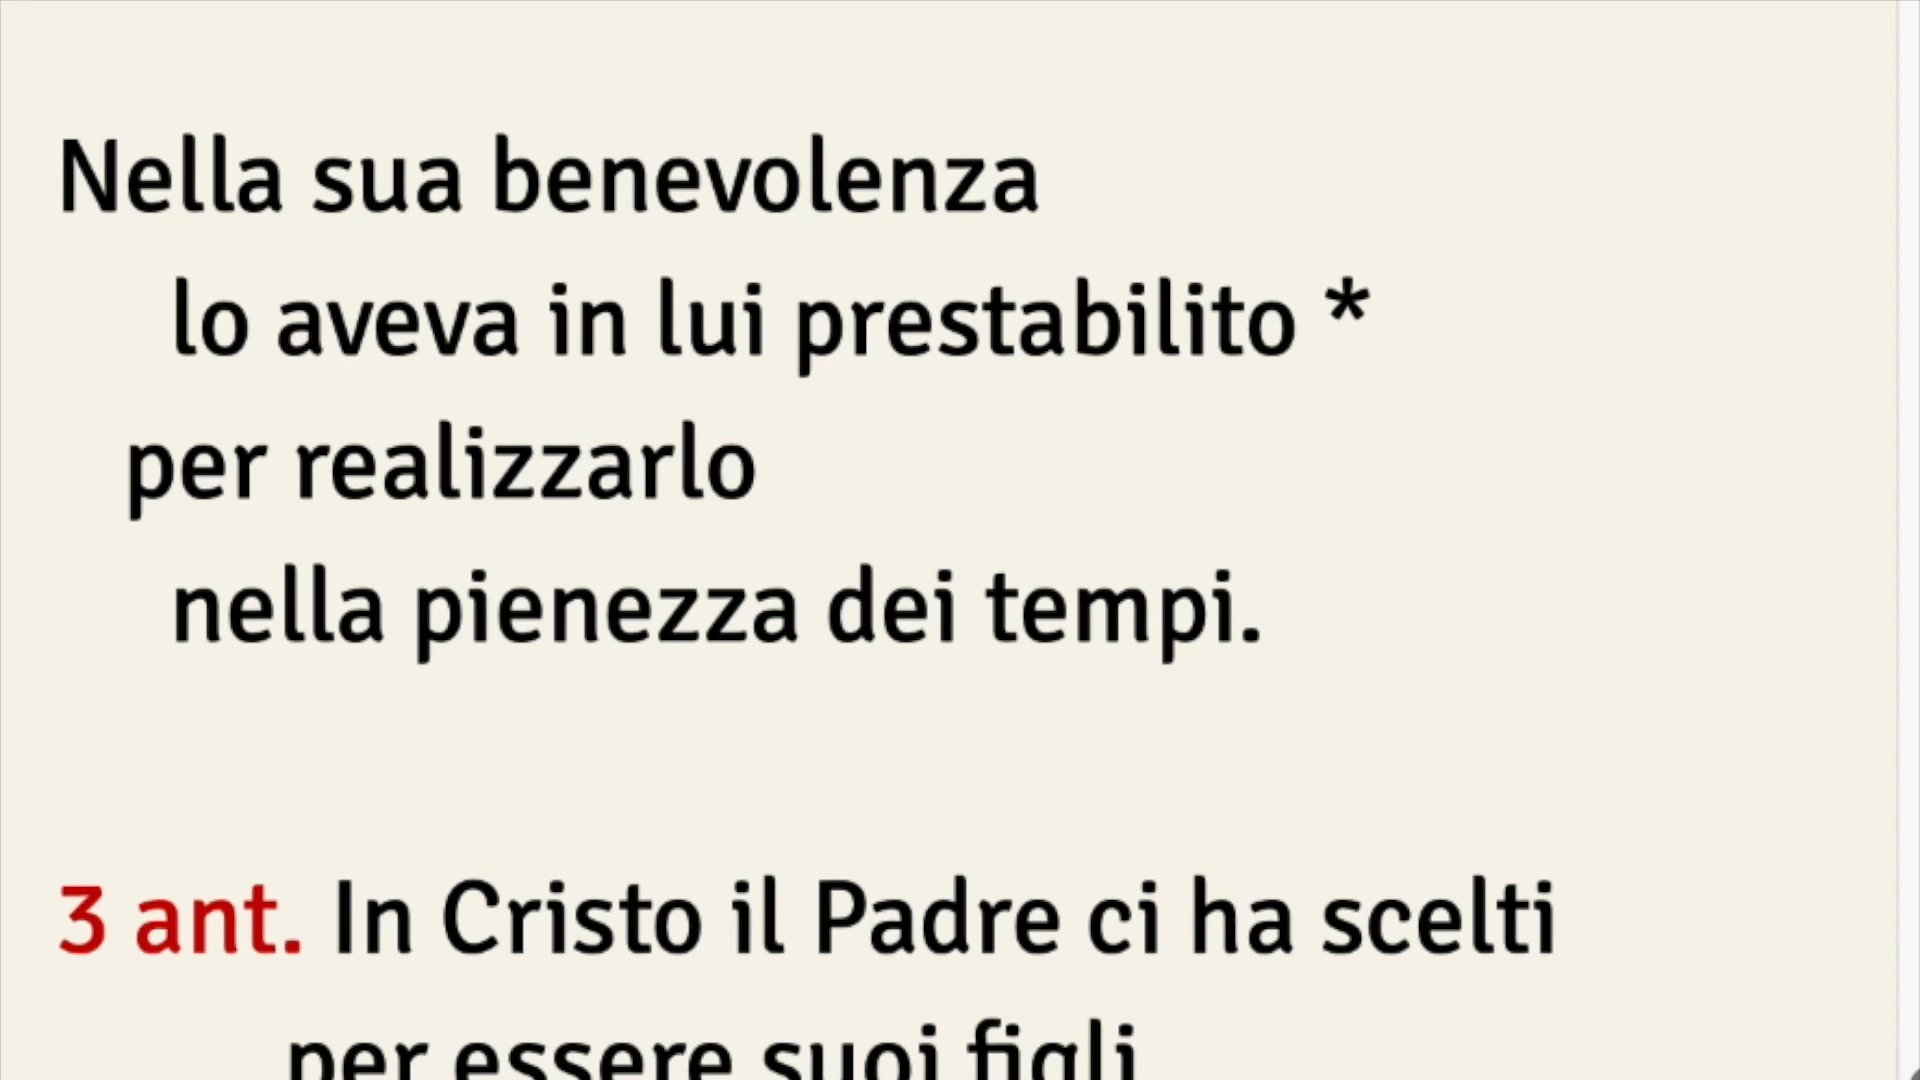 Nella sua benevolenza
lo aveva in lui prestabilito *
per realizzarlo
nella pienezza dei tempi.
3 ant. In Cristo il Padre ci ha scelti
per essere suoi figli